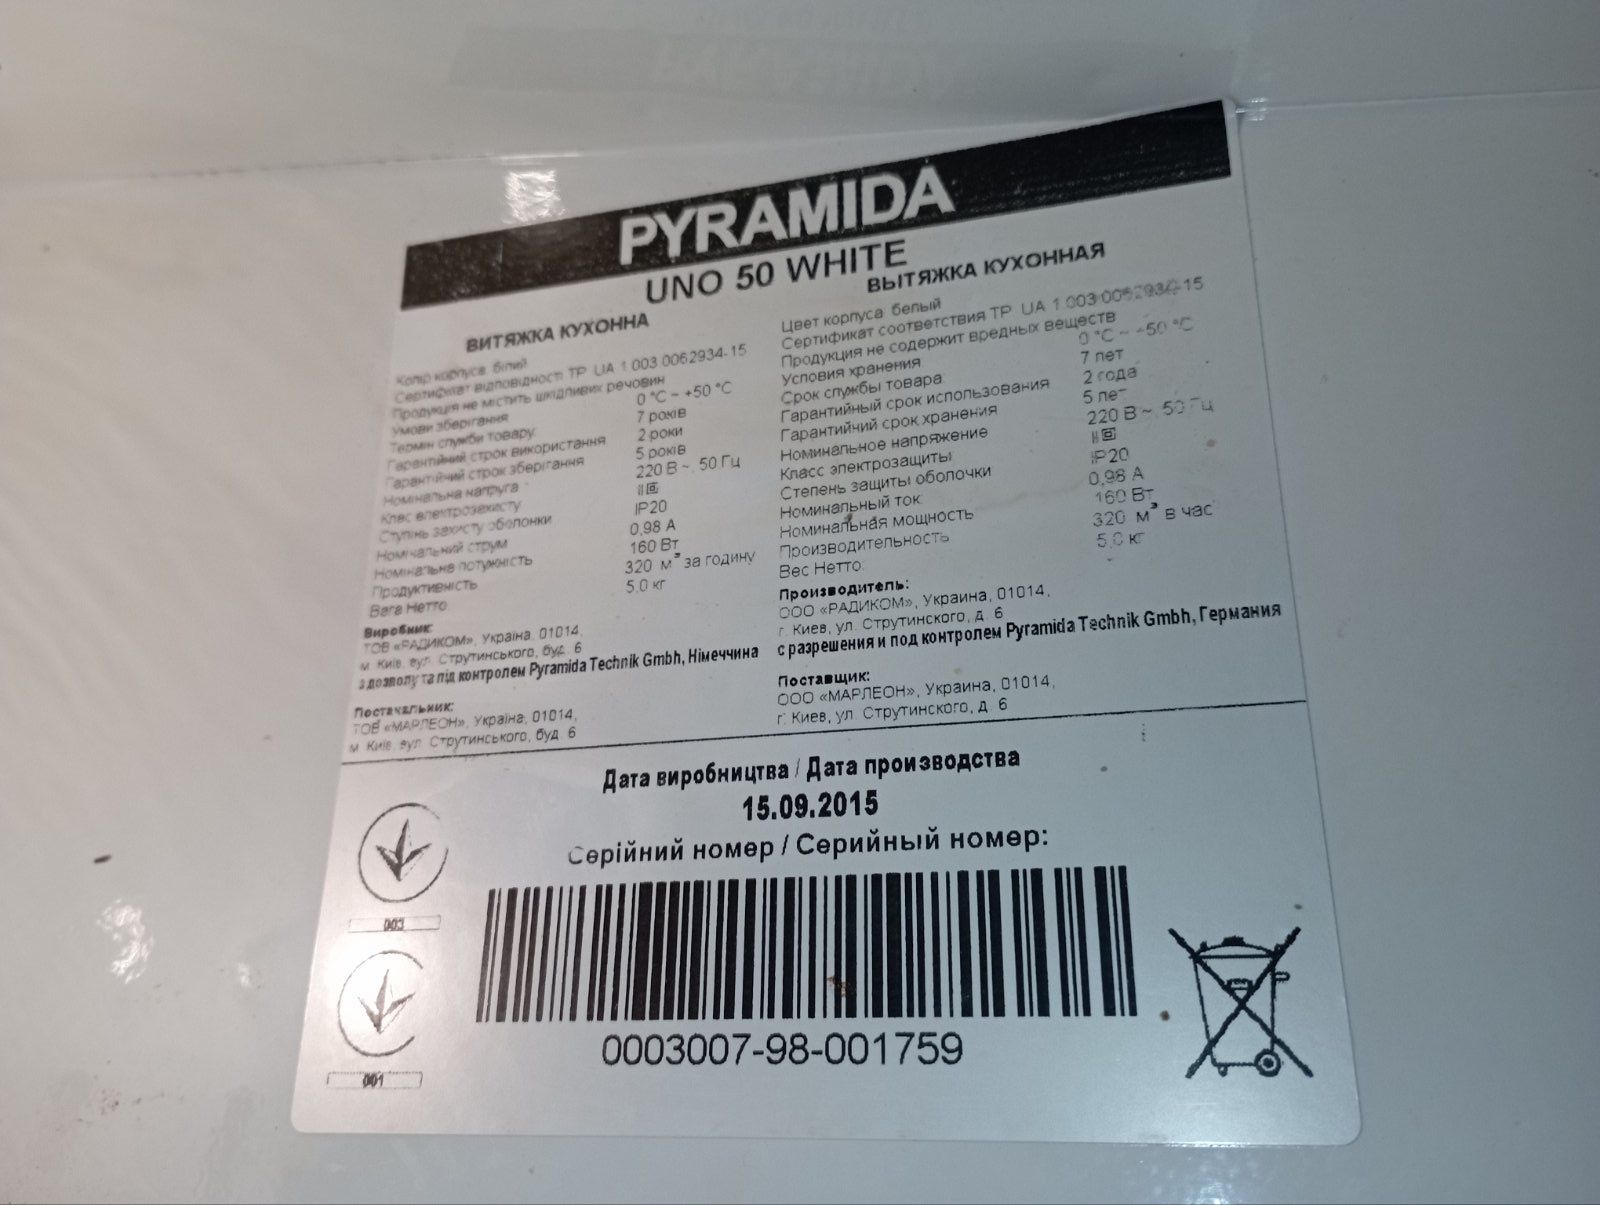 PYRAMIDA
UNO 50 WHITE
ВИТЯЖКА КУХОННА
Колір корпуса білий
Сертифікат відповідності ТР UA 1 003 0062934-15
Продукція не містить шкідливих речовин
Умови зберігання 0 °C ~ +50 °C
Термін служби товару: 7 років
Гарантійний строк використання 2 роки
Гарантійний строк зберігання 5 років
Номінальна напруга 220 В ~, 50 Гц
Клас електрозахисту II
Ступінь захисту оболонки IP20
Номінальний струм 0,98 А
Номінальна потужність 160 Вт
Продуктивність 320 м³ за годину
Вага Нетто 5,0 кг
Виробник:
ТОВ «РАДИКОМ», Україна, 01014,
м. Київ, вул. Струтинського, буд. 6
з дозволу та під контролем Pyramida Technik Gmbh, Німеччина
Постачальник:
ТОВ «МАРЛЕОН», Україна, 01014,
м. Київ, вул. Струтинського, буд. 6
ВЫТЯЖКА КУХОННАЯ
Цвет корпуса белый
Сертификат соответствия ТР UA 1 003 0062934-15
Продукция не содержит вредных веществ
Условия хранения 0 °C ~ +50 °C
Срок службы товара 7 лет
Гарантийный срок использования 2 года
Гарантийний срок хранения 5 лет
Номинальное напряжение 220 В ~, 50 Гц
Класс электрозащиты II
Степень защиты оболочки IP20
Номинальный ток 0,98 А
Номинальная мощность 160 Вт
Производительность 320 м³ в час
Вес Нетто: 5,0 кг
Производитель:
ООО «РАДИКОМ», Украина, 01014,
г. Киев, ул. Струтинского, д. 6
с разрешения и под контролем Pyramida Technik Gmbh, Германия
Поставщик:
ООО «МАРЛЕОН», Украина, 01014,
г. Киев, ул. Струтинского, д. 6
Дата виробництва / Дата производства
15.09.2015
Серійний номер / Серийный номер:
003
001
0003007-98-001759